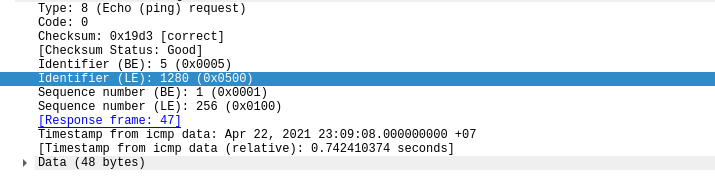 Type: 8 (Echo (ping) request)
Code: 0
Checksum: 0x19d3 [correct]
[Checksum Status: Good]
Identifier (BE): 5 (0x0005)
Identifier (LE): 1280 (0x0500)
Sequence number (BE): 1 (0x0001)
Sequence number (LE): 256 (0x0100)
[Response frame: 47]
Timestamp from icmp data: Apr 22, 2021 23:09:08.000000000 +07
[Timestamp from icmp data (relative): 0.742410374 seconds]
Data (48 bytes)